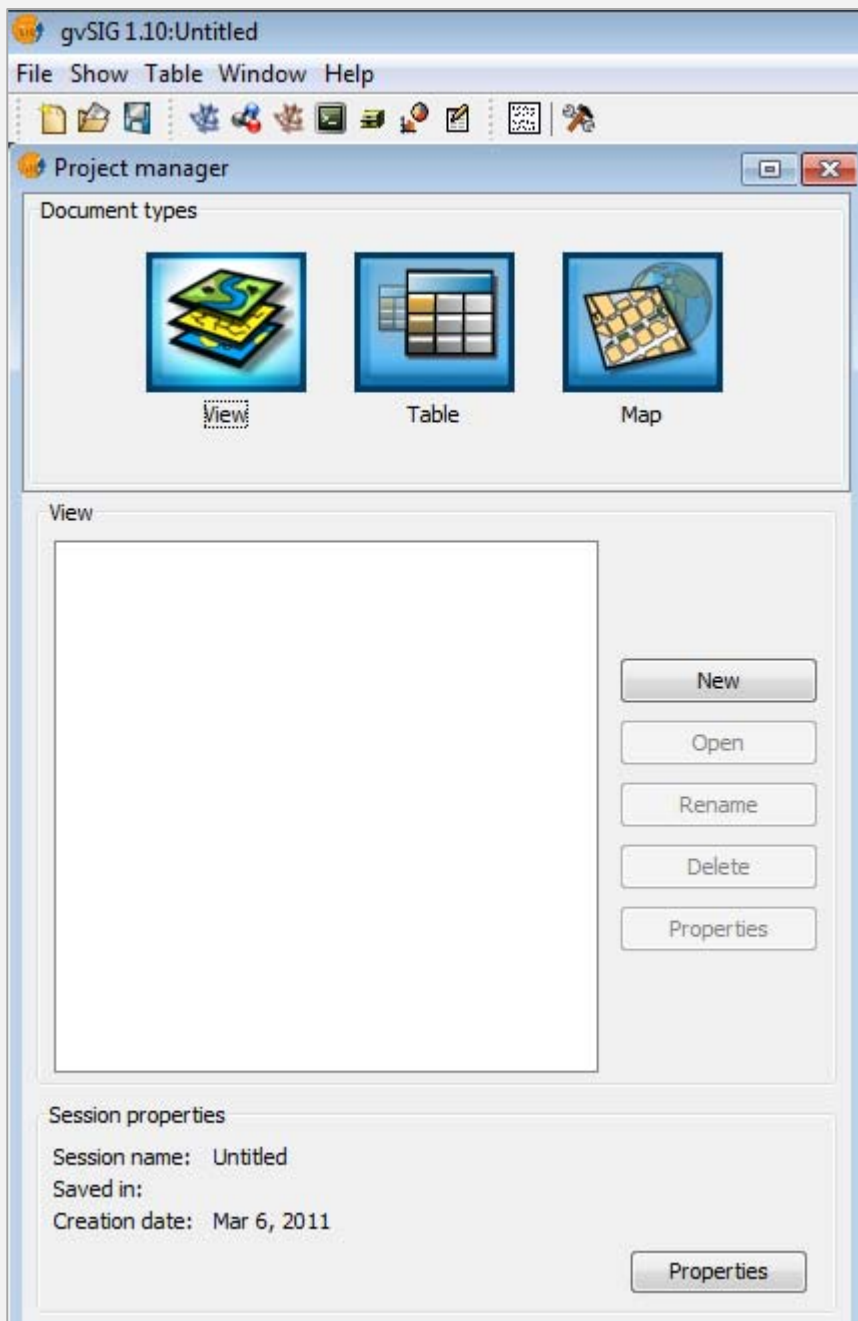 gvSIG 1.10:Untitled
File Show Table Window Help
Project manager
Document types
View Table Map
View
New
Open
Rename
Delete
Properties
Session properties
Session name: Untitled
Saved in:
Creation date: Mar 6, 2011
Properties